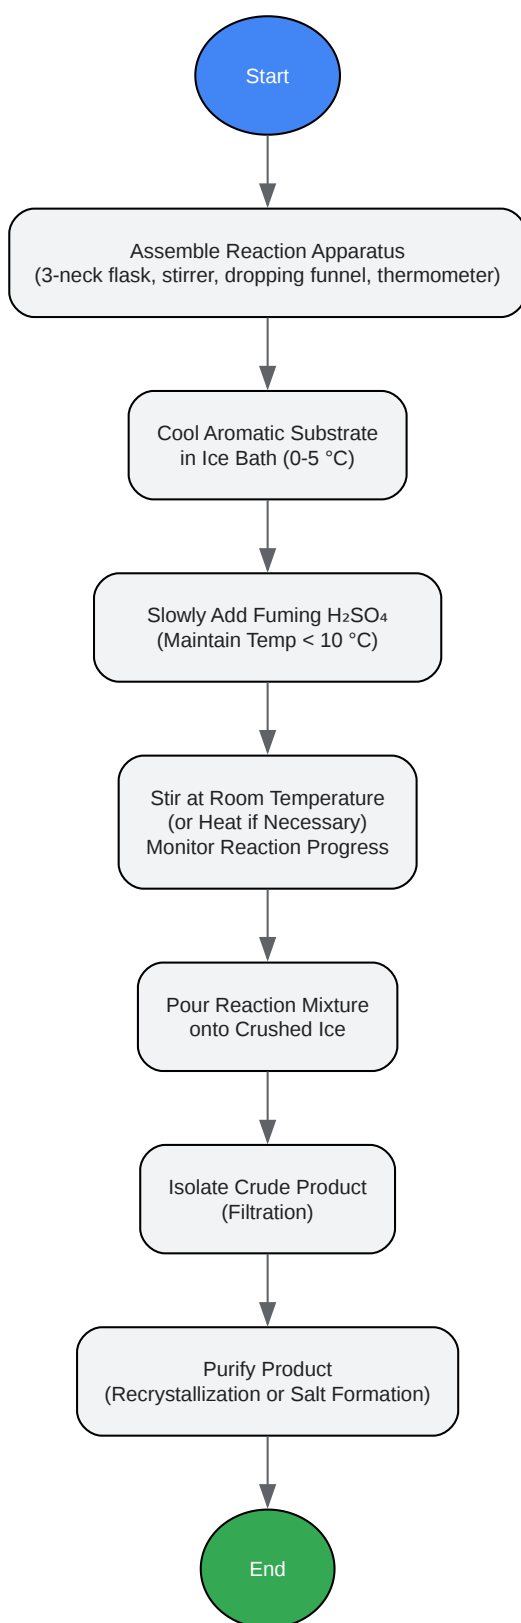 Start
Assemble Reaction Apparatus
(3-neck flask, stirrer, dropping funnel, thermometer)
Cool Aromatic Substrate
in Ice Bath (0-5 °C)
Slowly Add Fuming H₂SO₄
(Maintain Temp < 10 °C)
Stir at Room Temperature
(or Heat if Necessary)
Monitor Reaction Progress
Pour Reaction Mixture
onto Crushed Ice
Isolate Crude Product
(Filtration)
Purify Product
(Recrystallization or Salt Formation)
End